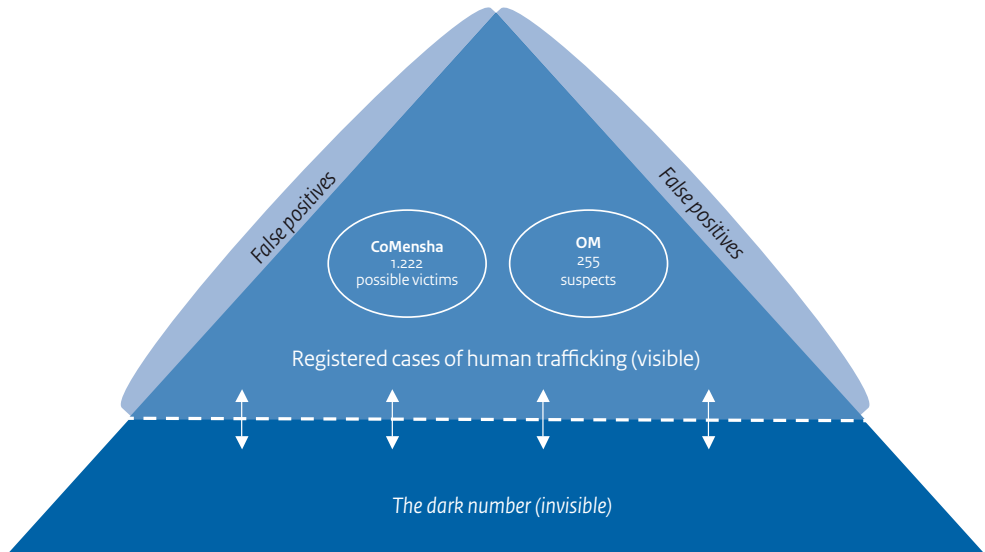 False positives
False positives
CoMensha
1.222
possible victims
OM
255
suspects
Registered cases of human trafficking (visible)
The dark number (invisible)